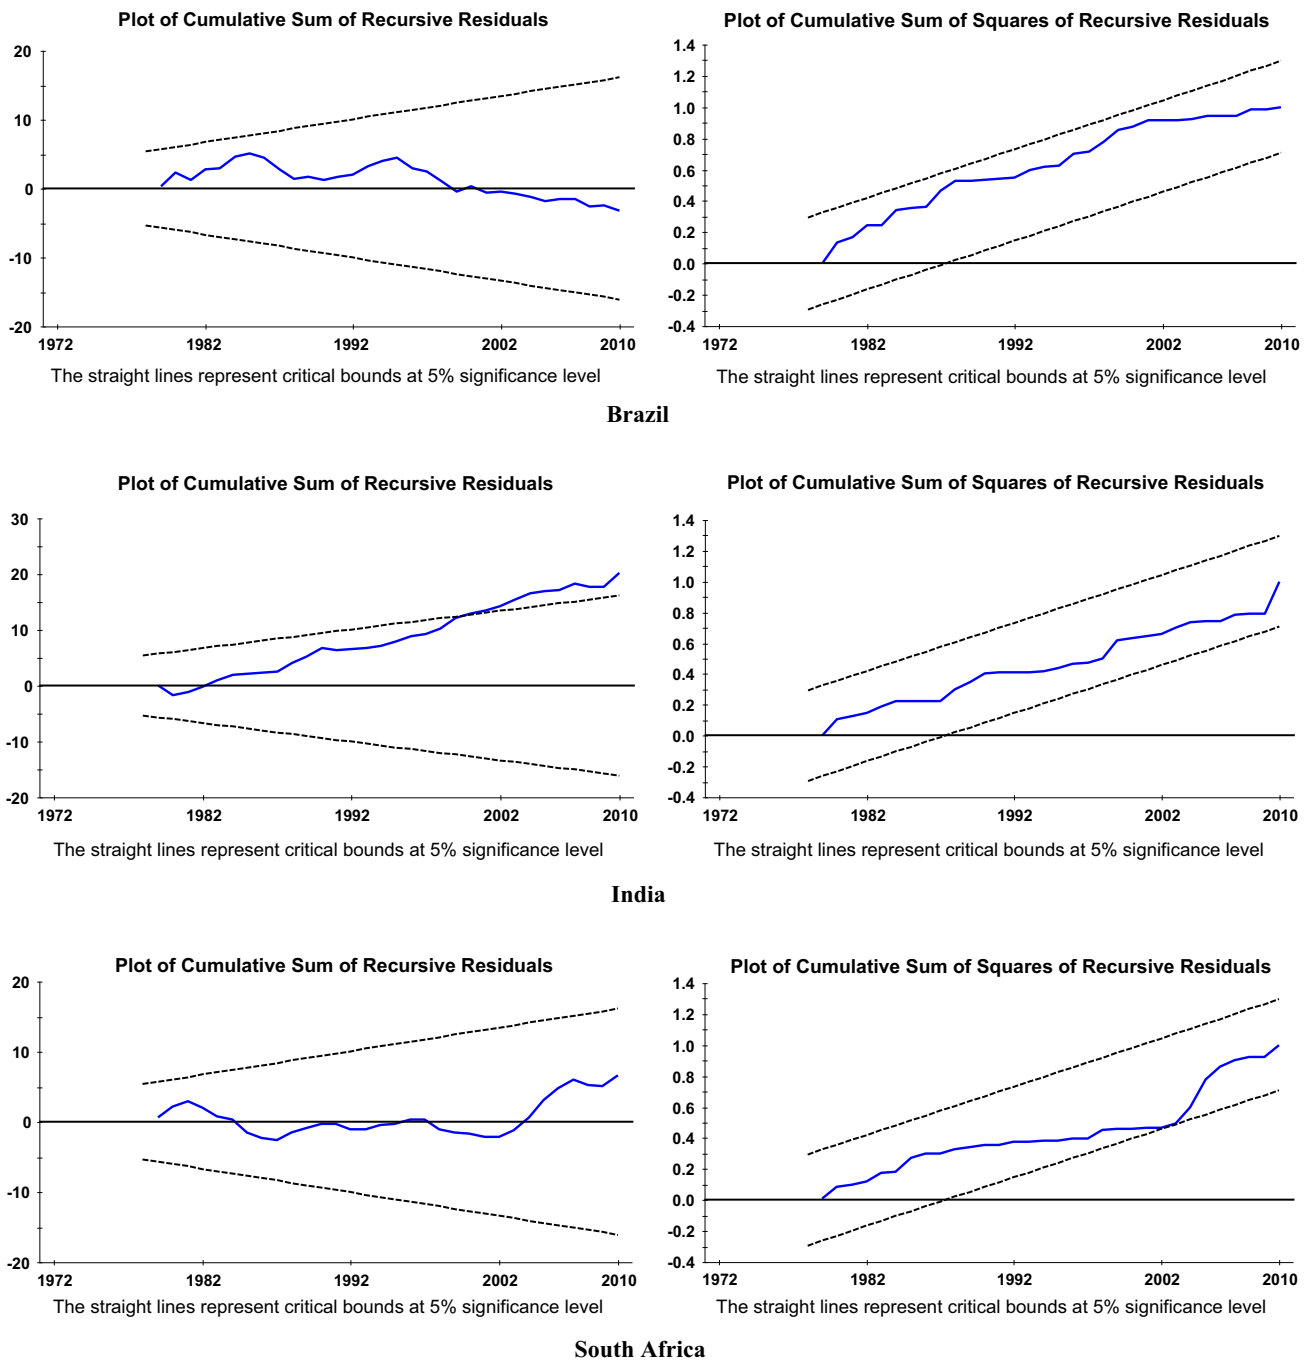 Plot of Cumulative Sum of Recursive Residuals
20
10
0
-10
-20
1972 1982 1992 2002 2010
The straight lines represent critical bounds at 5% significance level
Plot of Cumulative Sum of Squares of Recursive Residuals
1.4
1.2
1.0
0.8
0.6
0.4
0.2
0.0
-0.2
-0.4
1972 1982 1992 2002 2010
The straight lines represent critical bounds at 5% significance level
Brazil
Plot of Cumulative Sum of Recursive Residuals
30
20
10
0
-10
-20
1972 1982 1992 2002 2010
The straight lines represent critical bounds at 5% significance level
Plot of Cumulative Sum of Squares of Recursive Residuals
1.4
1.2
1.0
0.8
0.6
0.4
0.2
0.0
-0.2
-0.4
1972 1982 1992 2002 2010
The straight lines represent critical bounds at 5% significance level
India
Plot of Cumulative Sum of Recursive Residuals
20
10
0
-10
-20
1972 1982 1992 2002 2010
The straight lines represent critical bounds at 5% significance level
Plot of Cumulative Sum of Squares of Recursive Residuals
1.4
1.2
1.0
0.8
0.6
0.4
0.2
0.0
-0.2
-0.4
1972 1982 1992 2002 2010
The straight lines represent critical bounds at 5% significance level
South Africa